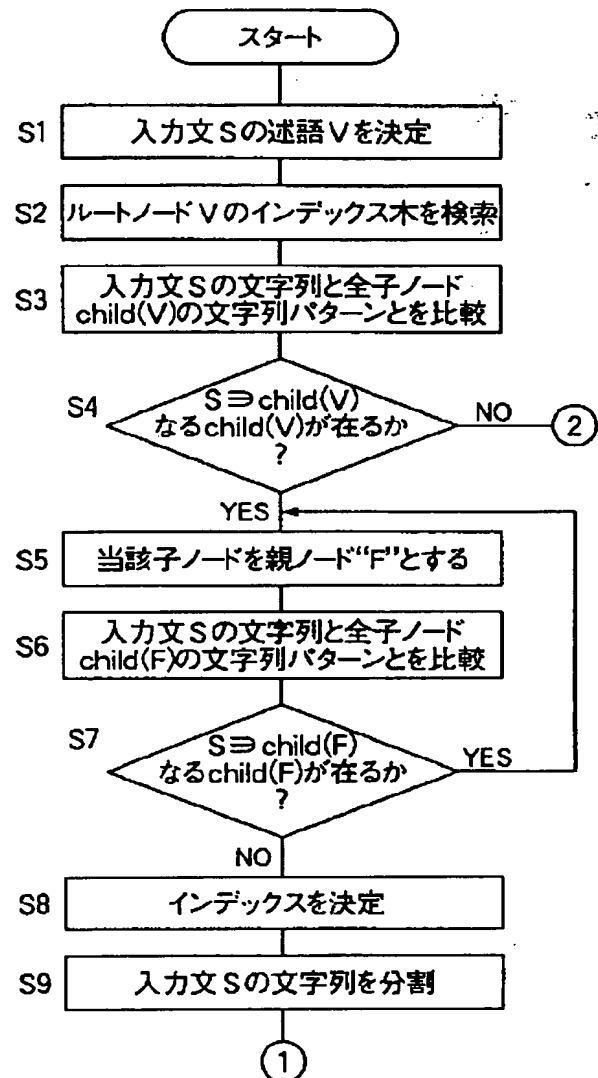 スタート
S1 入力文Sの述語Vを決定
S2 ルートノードVのインデックス木を検索
S3 入力文Sの文字列と全子ノード
child(V)の文字列パターンとを比較
S4 S∋child(V)
なるchild(V)が在るか
?
NO
②
YES
S5 当該子ノードを親ノード“F”とする
S6 入力文Sの文字列と全子ノード
child(F)の文字列パターンとを比較
S7 S∋child(F)
なるchild(F)が在るか
?
YES
NO
S8 インデックスを決定
S9 入力文Sの文字列を分割
①